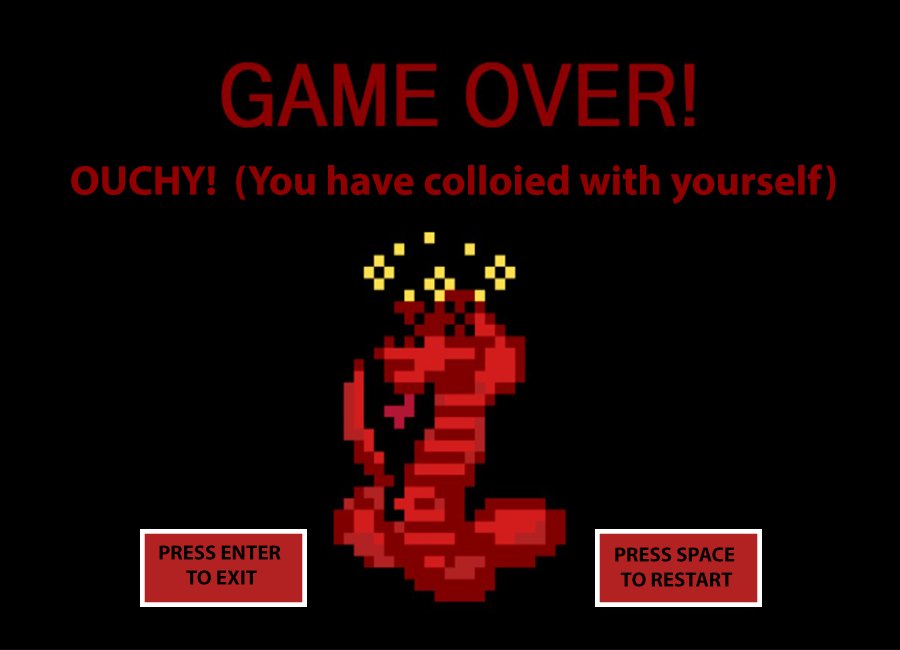 GAME OVER!
OUCHY! (You have colloied with yourself)
PRESS ENTER
TO EXIT
PRESS SPACE
TO RESTART